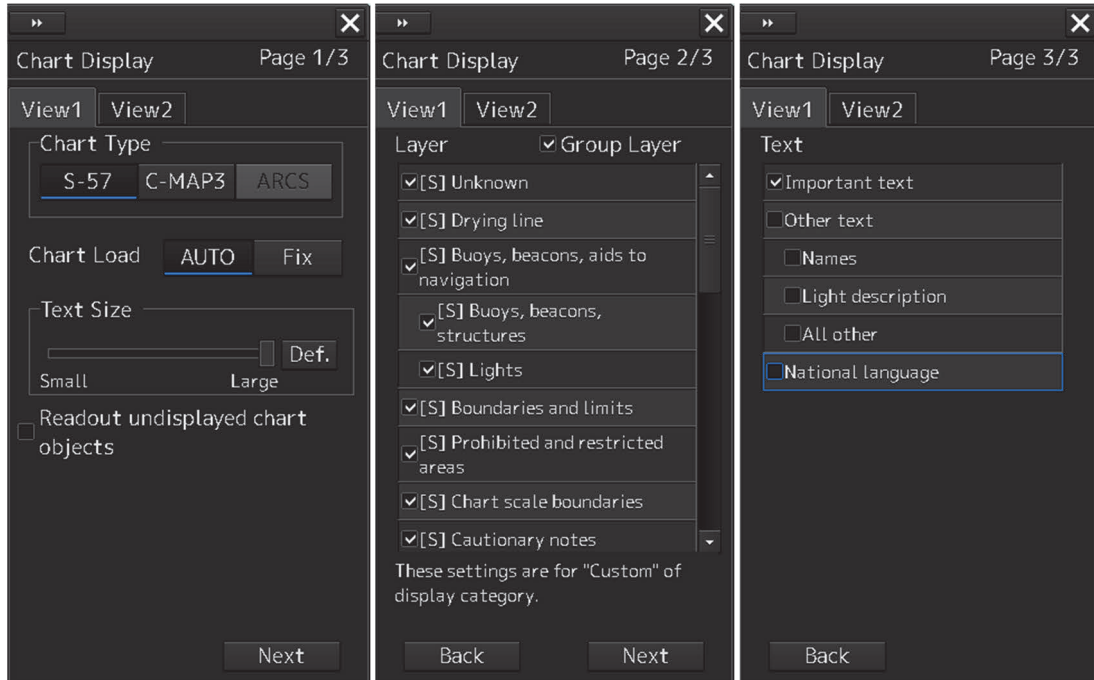 Chart Display Page 1/3
View1 View2
Chart Type
S-57 C-MAP3 ARCS
Chart Load AUTO Fix
Text Size
Def.
Small Large
Readout undisplayed chart
objects
Next
Chart Display Page 2/3
View1 View2
Layer Group Layer
[S] Unknown
[S] Drying line
[S] Buoys, beacons, aids to
navigation
[S] Buoys, beacons,
structures
[S] Lights
[S] Boundaries and limits
[S] Prohibited and restricted
areas
[S] Chart scale boundaries
[S] Cautionary notes
These settings are for "Custom" of
display category.
Back Next
Chart Display Page 3/3
View1 View2
Text
Important text
Other text
Names
Light description
All other
National language
Back